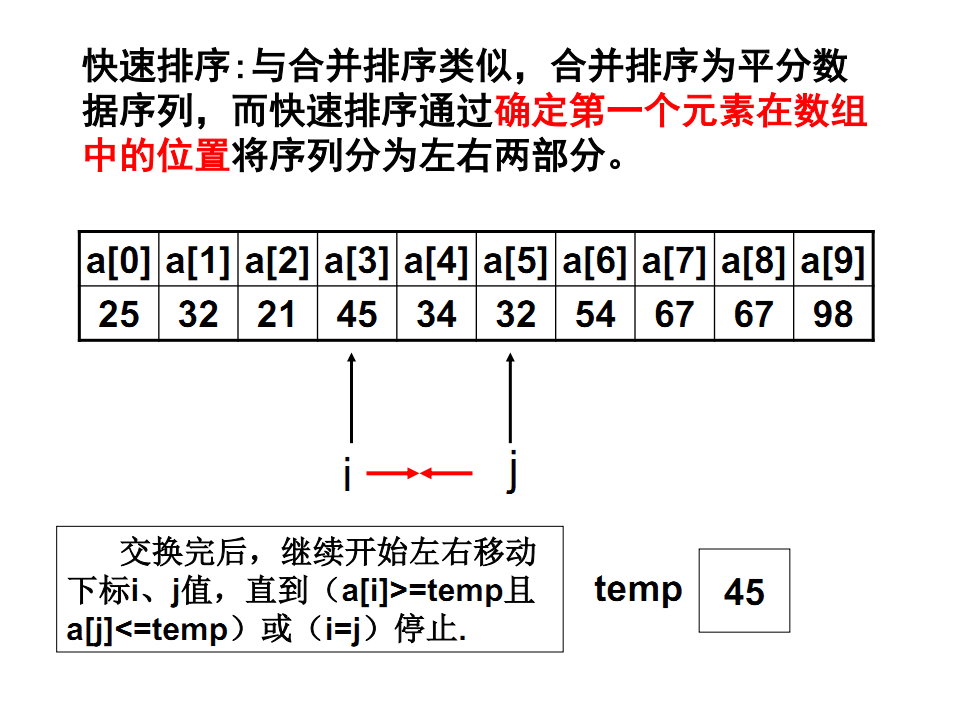 快速排序:与合并排序类似，合并排序为平分数
据序列，而快速排序通过确定第一个元素在数组
中的位置将序列分为左右两部分。
a[0] a[1] a[2] a[3] a[4] a[5] a[6] a[7] a[8] a[9]
25 32 21 45 34 32 54 67 67 98
i j
交换完后，继续开始左右移动
下标i、j值，直到（a[i]>=temp且
a[j]<=temp）或（i=j）停止.
temp 45